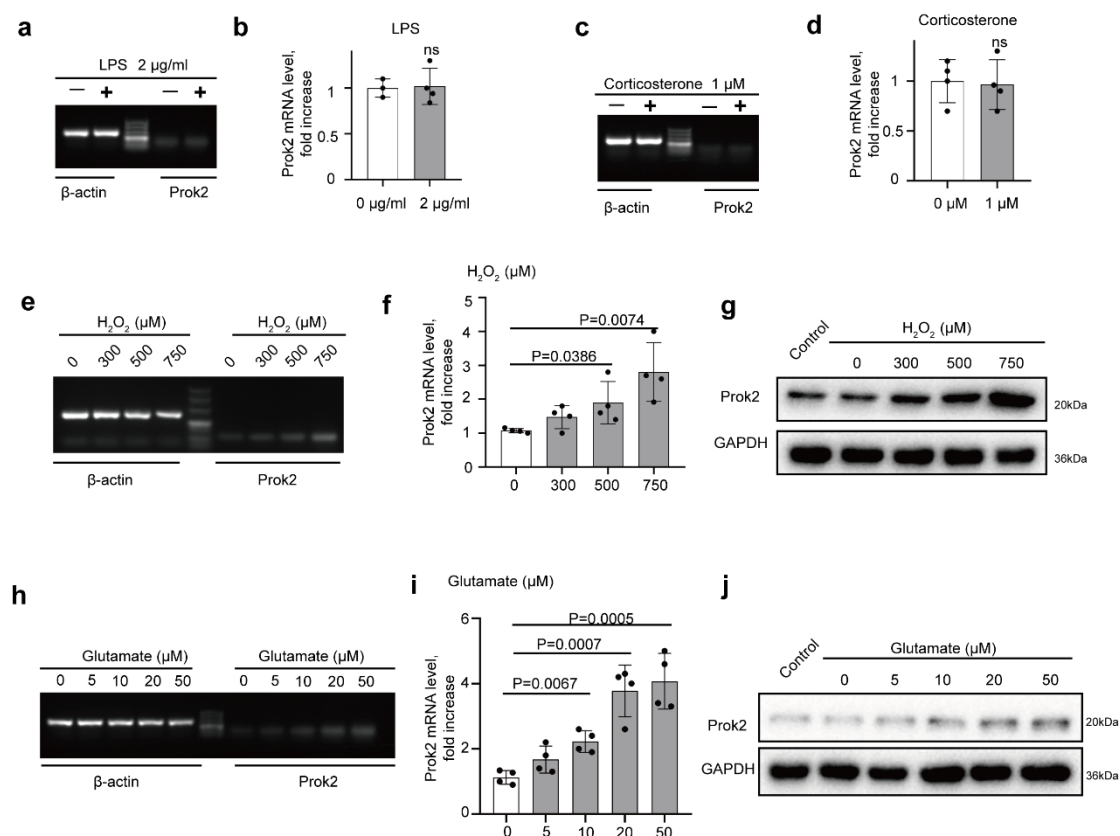 a
LPS 2 µg/ml
— + — +
β-actin Prok2
b
LPS
ns
Prok2 mRNA level,
fold increase
1.5
1
0.5
0
0 µg/ml 2 µg/ml
c
Corticosterone 1 µM
— + — +
β-actin Prok2
d
Corticosterone
ns
Prok2 mRNA level,
fold increase
1.5
1
0.5
0
0 µM 1 µM
e
H₂O₂ (µM) H₂O₂ (µM)
0 300 500 750 0 300 500 750
β-actin Prok2
f
H₂O₂ (µM)
Prok2 mRNA level,
fold increase
5
4
3
2
1
0
P=0.0074
P=0.0386
0 300 500 750
g
Control H₂O₂ (µM)
0 300 500 750
Prok2 20kDa
GAPDH 36kDa
h
Glutamate (µM) Glutamate (µM)
0 5 10 20 50 0 5 10 20 50
β-actin Prok2
i
Glutamate (µM)
Prok2 mRNA level,
fold increase
6
4
2
0
P=0.0005
P=0.0007
P=0.0067
0 5 10 20 50
j
Control Glutamate (µM)
0 5 10 20 50
Prok2 20kDa
GAPDH 36kDa